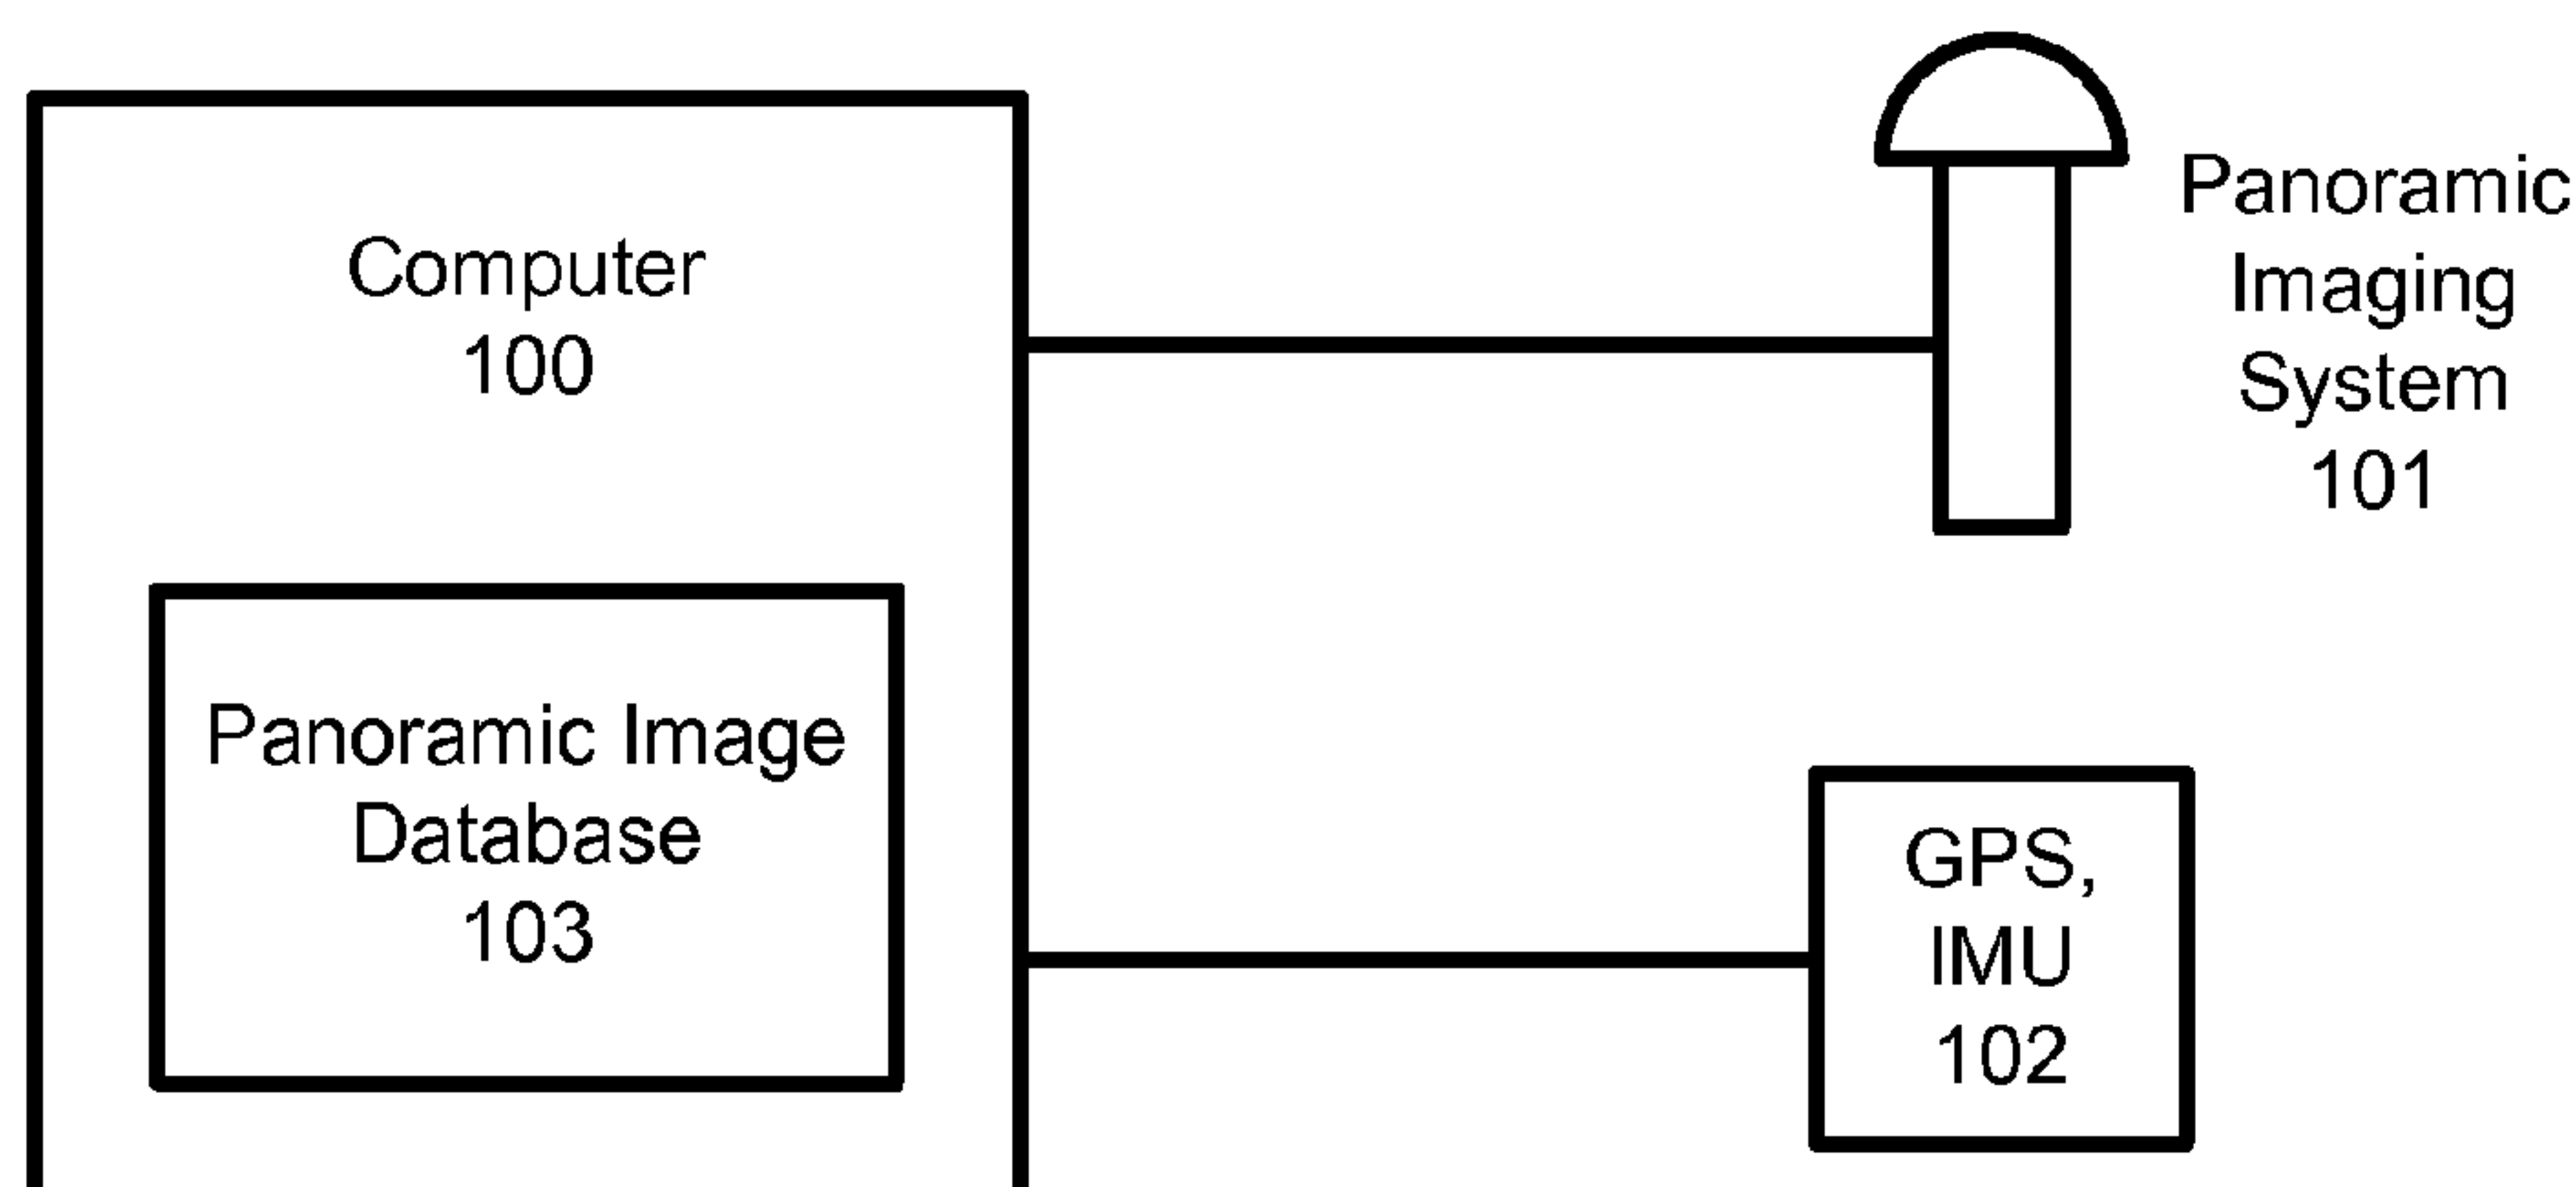 Computer
100
Panoramic Image
Database
103
Panoramic
Imaging
System
101
GPS,
IMU
102